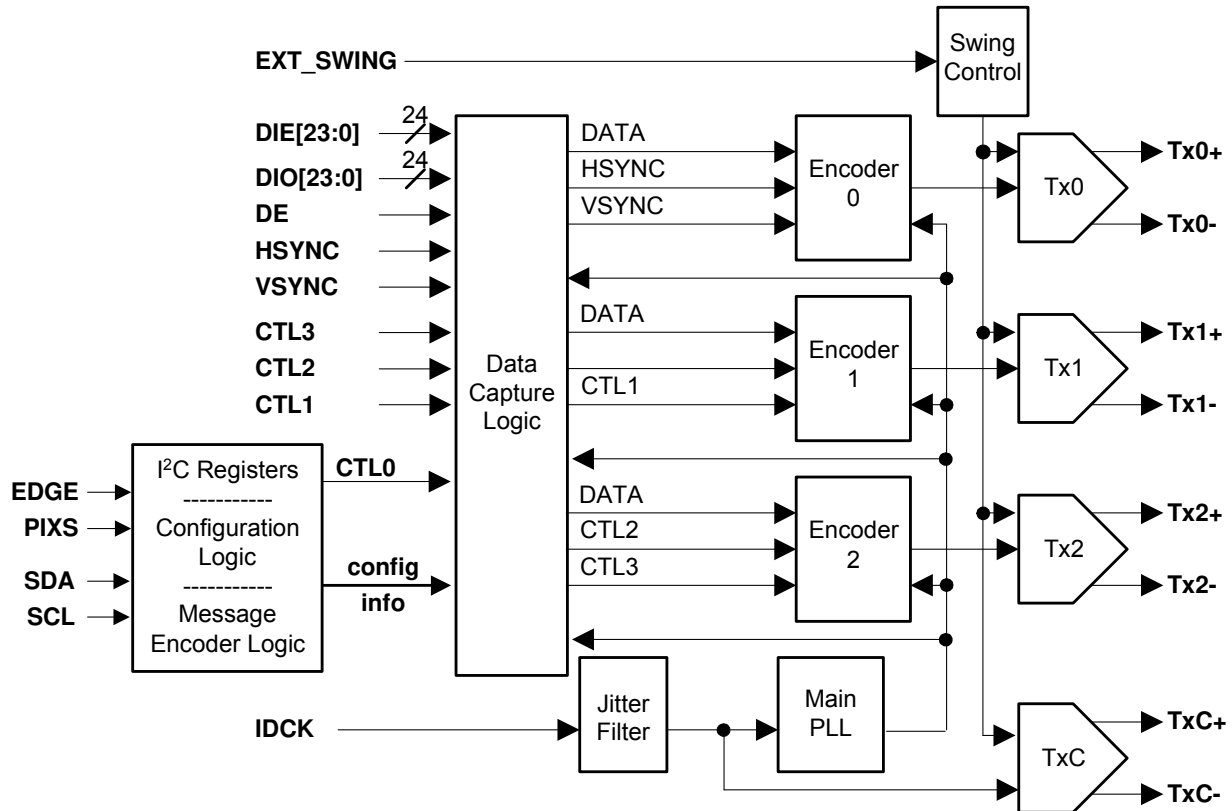 EXT_SWING
Swing
Control
DIE[23:0]
24
DIO[23:0]
24
DE
HSYNC
VSYNC
CTL3
CTL2
CTL1
Data
Capture
Logic
DATA
HSYNC
VSYNC
Encoder
0
Tx0
Tx0+
Tx0-
DATA
CTL1
Encoder
1
Tx1
Tx1+
Tx1-
EDGE
PIXS
SDA
SCL
I²C Registers
-----------
Configuration
Logic
-----------
Message
Encoder Logic
CTL0
config
info
DATA
CTL2
CTL3
Encoder
2
Tx2
Tx2+
Tx2-
IDCK
Jitter
Filter
Main
PLL
TxC
TxC+
TxC-